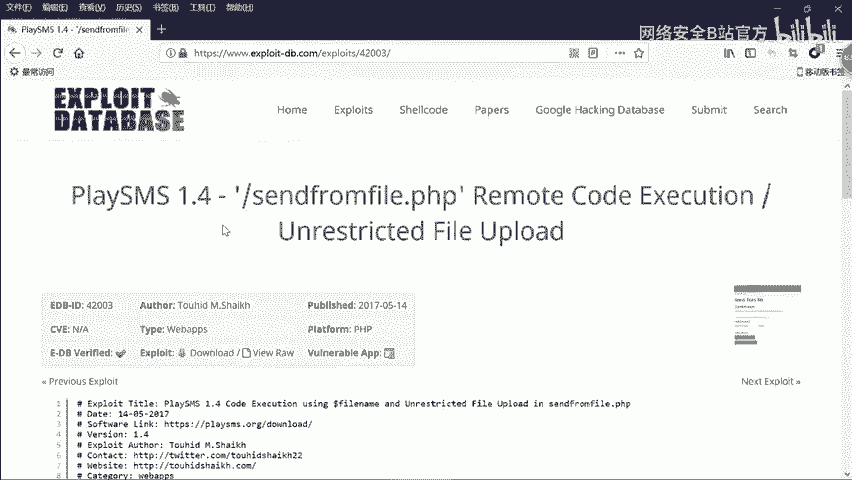 文件(F) 编辑(E) 查看(V) 历史(S) 书签(B) 工具(T) 帮助(H)
PlaySMS 1.4 - '/sendfromfile
网络安全B站官方 bilibili
https://www.exploit-db.com/exploits/42003/
最常访问
移动版书签
EXPLOIT
DATABASE
Home Exploits Shellcode Papers Google Hacking Database Submit Search
PlaySMS 1.4 - '/sendfromfile.php' Remote Code Execution /
Unrestricted File Upload
EDB-ID: 42003 Author: Touhid M.Shaikh Published: 2017-05-14
CVE: N/A Type: Webapps Platform: PHP
E-DB Verified: Exploit: Download / View Raw Vulnerable App:
« Previous Exploit Next Exploit »
1 # Exploit Title: PlaySMS 1.4 Code Execution using $filename and Unrestricted File Upload in sendfromfile.php
2 # Date: 14-05-2017
3 # Software Link: https://playsms.org/download/
4 # Version: 1.4
5 # Exploit Author: Touhid M.Shaikh
6 # Contact: http://twitter.com/touhidshaikh22
7 # Website: http://touhidshaikh.com/
8 # Category: webapps